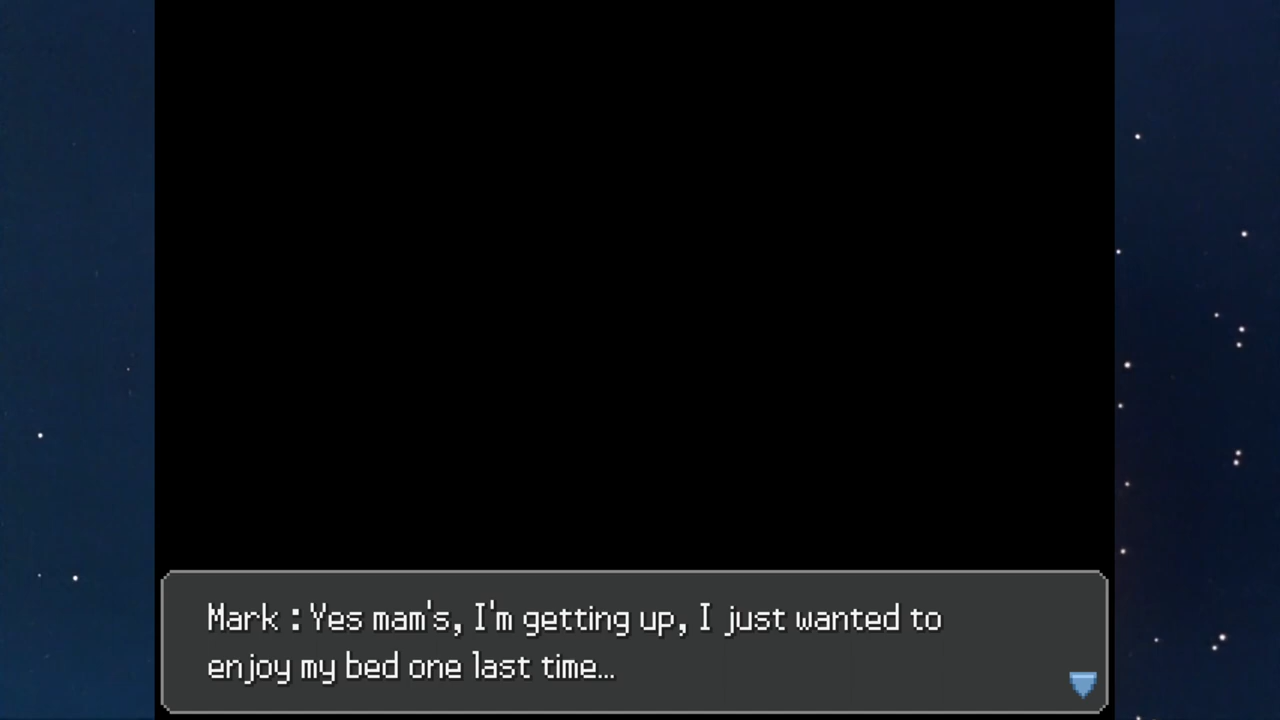 Mark : Yes mam's, I'm getting up, I just wanted to
enjoy my bed one last time...